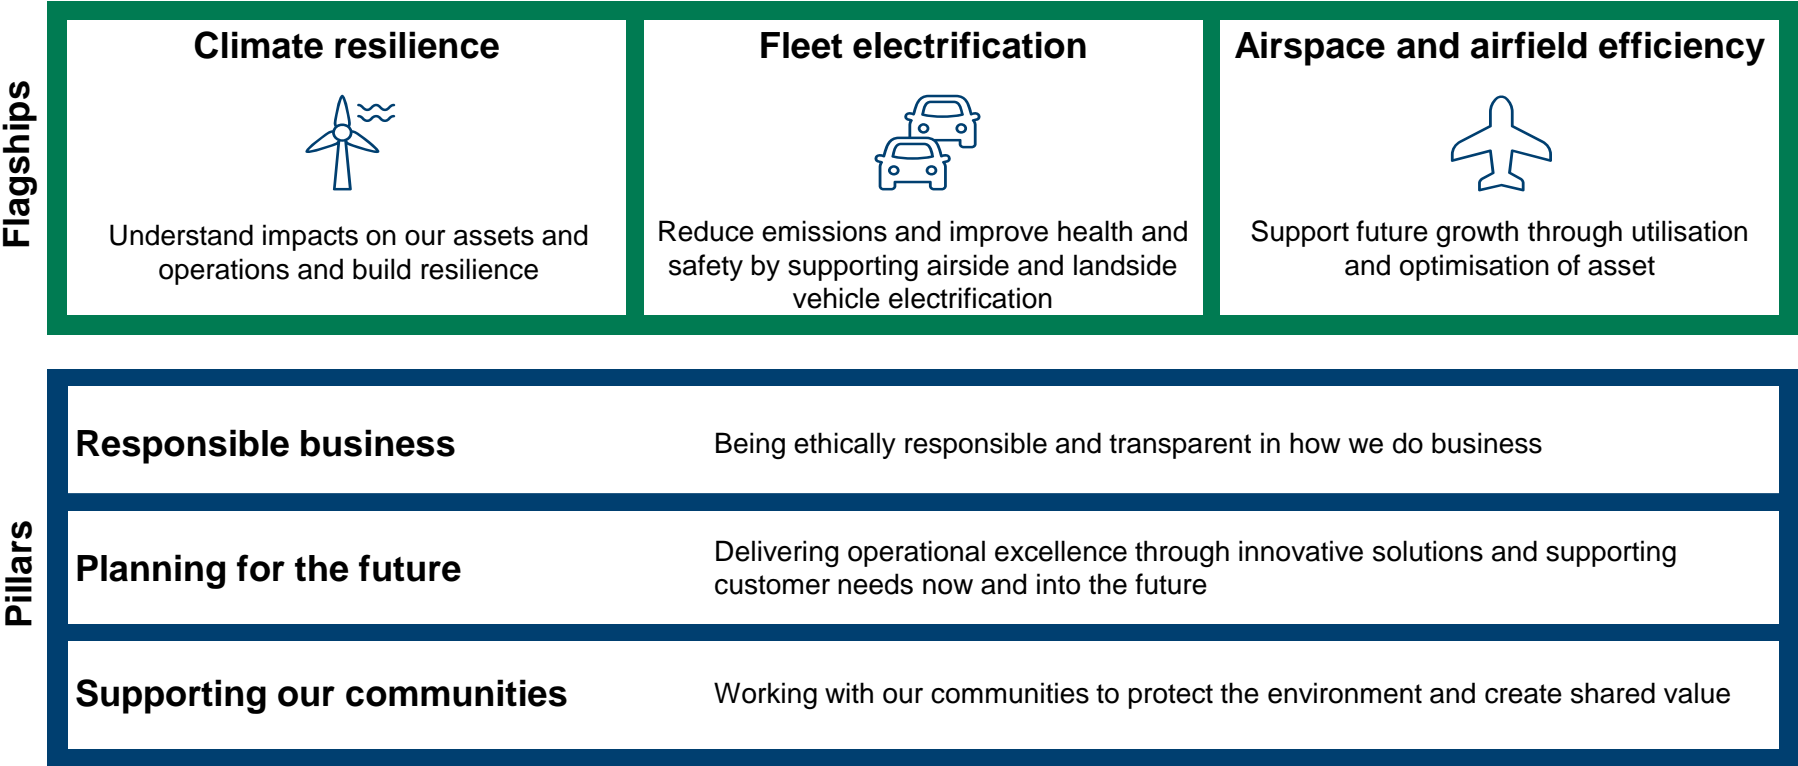 Flagships
Climate resilience
Understand impacts on our assets and
operations and build resilience
Fleet electrification
Reduce emissions and improve health and
safety by supporting airside and landside
vehicle electrification
Airspace and airfield efficiency
Support future growth through utilisation
and optimisation of asset
Pillars
Responsible business
Being ethically responsible and transparent in how we do business
Planning for the future
Delivering operational excellence through innovative solutions and supporting
customer needs now and into the future
Supporting our communities
Working with our communities to protect the environment and create shared value